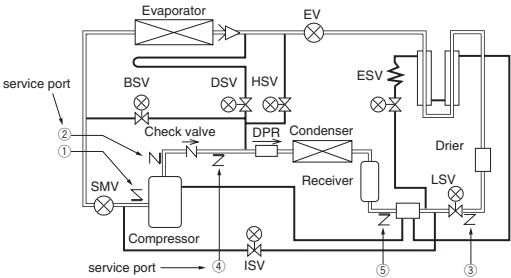 Evaporator
EV
service port
BSV
DSV
HSV
ESV
②
Check valve
DPR
Condenser
Drier
①
SMV
Receiver
LSV
Compressor
service port
④
ISV
⑤
③